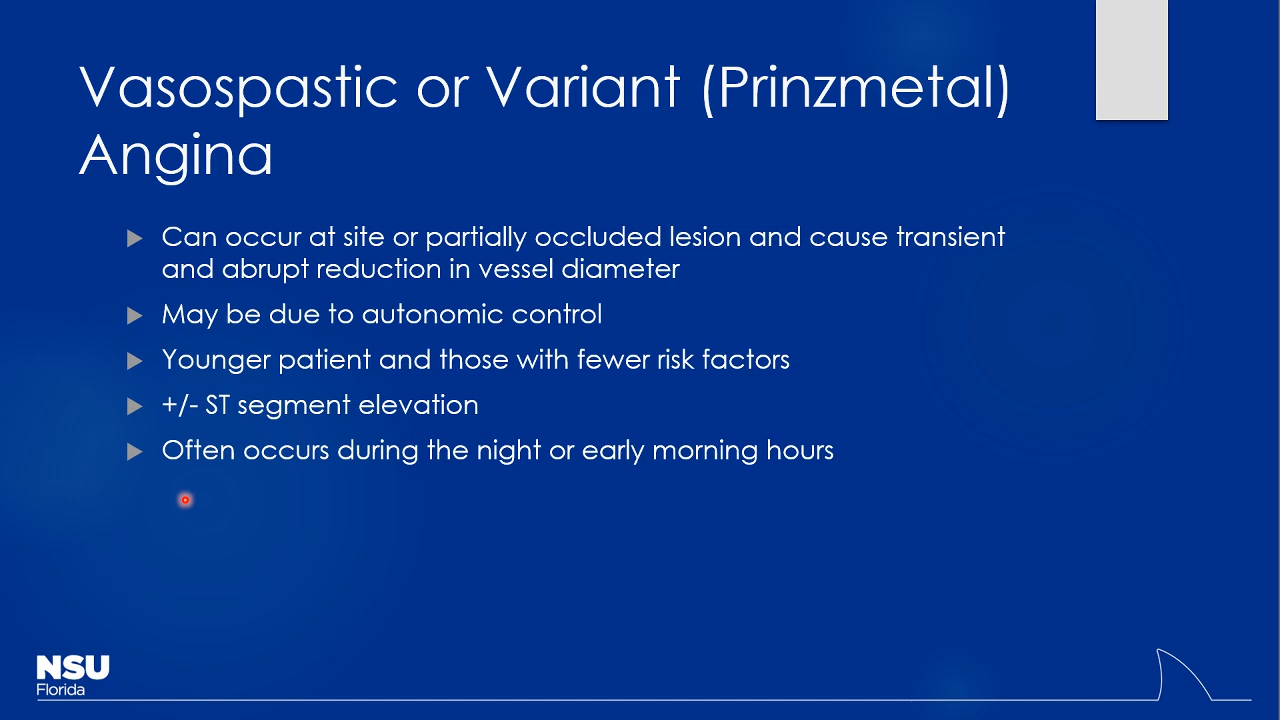 Vasospastic or Variant (Prinzmetal)
Angina
Can occur at site or partially occluded lesion and cause transient
and abrupt reduction in vessel diameter
May be due to autonomic control
Younger patient and those with fewer risk factors
+/- ST segment elevation
Often occurs during the night or early morning hours
NSU
Florida